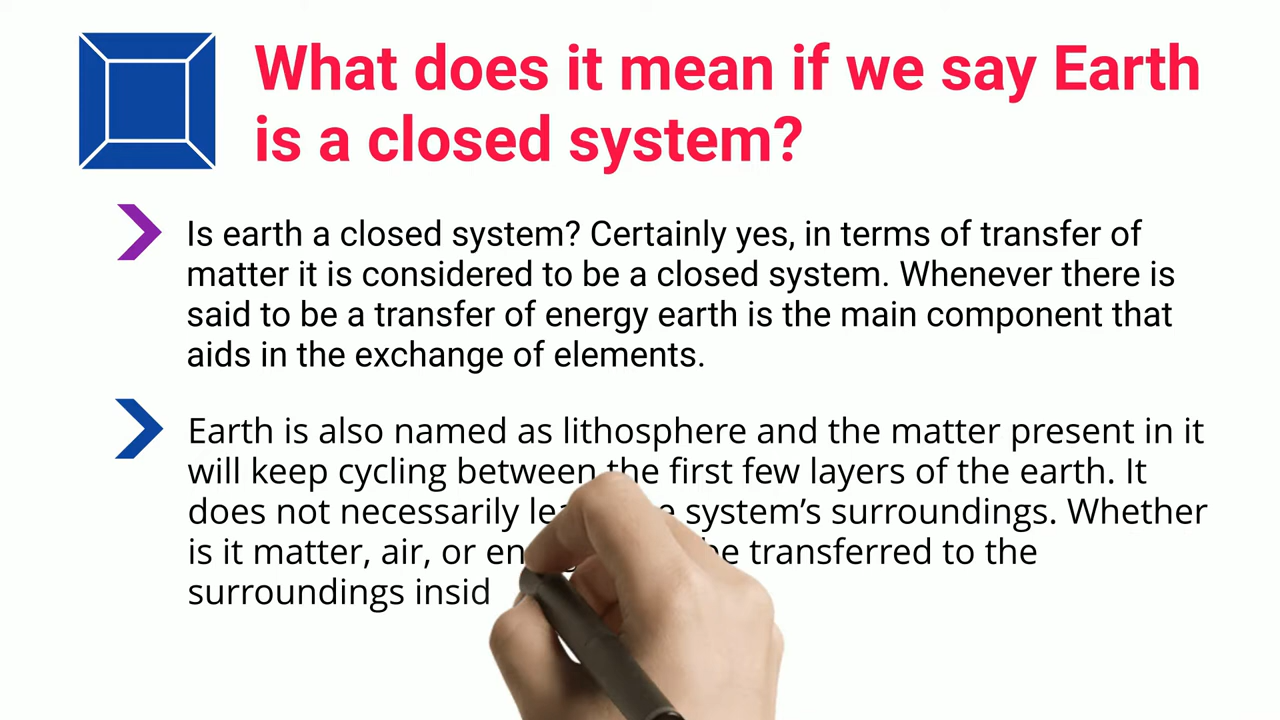 What does it mean if we say Earth
is a closed system?
Is earth a closed system? Certainly yes, in terms of transfer of
matter it is considered to be a closed system. Whenever there is
said to be a transfer of energy earth is the main component that
aids in the exchange of elements.
Earth is also named as lithosphere and the matter present in it
will keep cycling between the first few layers of the earth. It
does not necessarily system’s surroundings. Whether
is it matter, air, or be transferred to the
surroundings insid